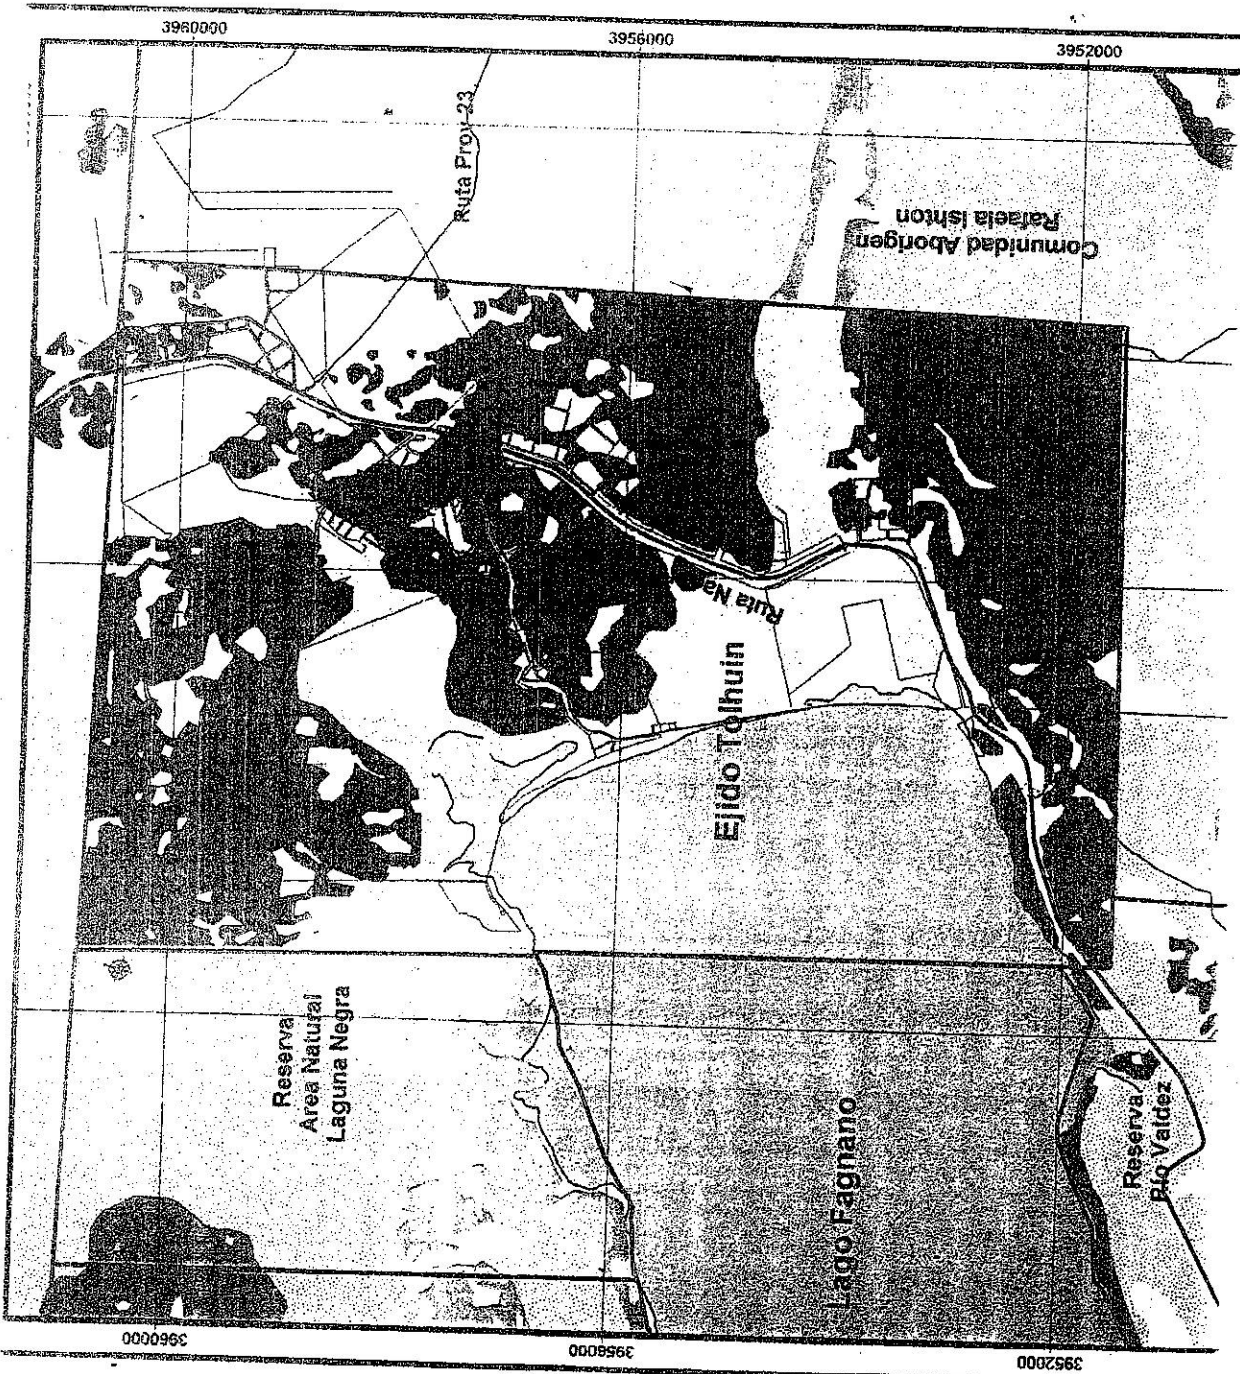 3960000
3956000
3952000
Ruta Prov-23
Comunidad Aborigen
Rafaela Ishton
Ruta Na
Ejido Tolhuin
Reserva
Área Natural
Laguna Negra
Lago Fagnano
Reserva
Río Valdez
3960000
3956000
3952000